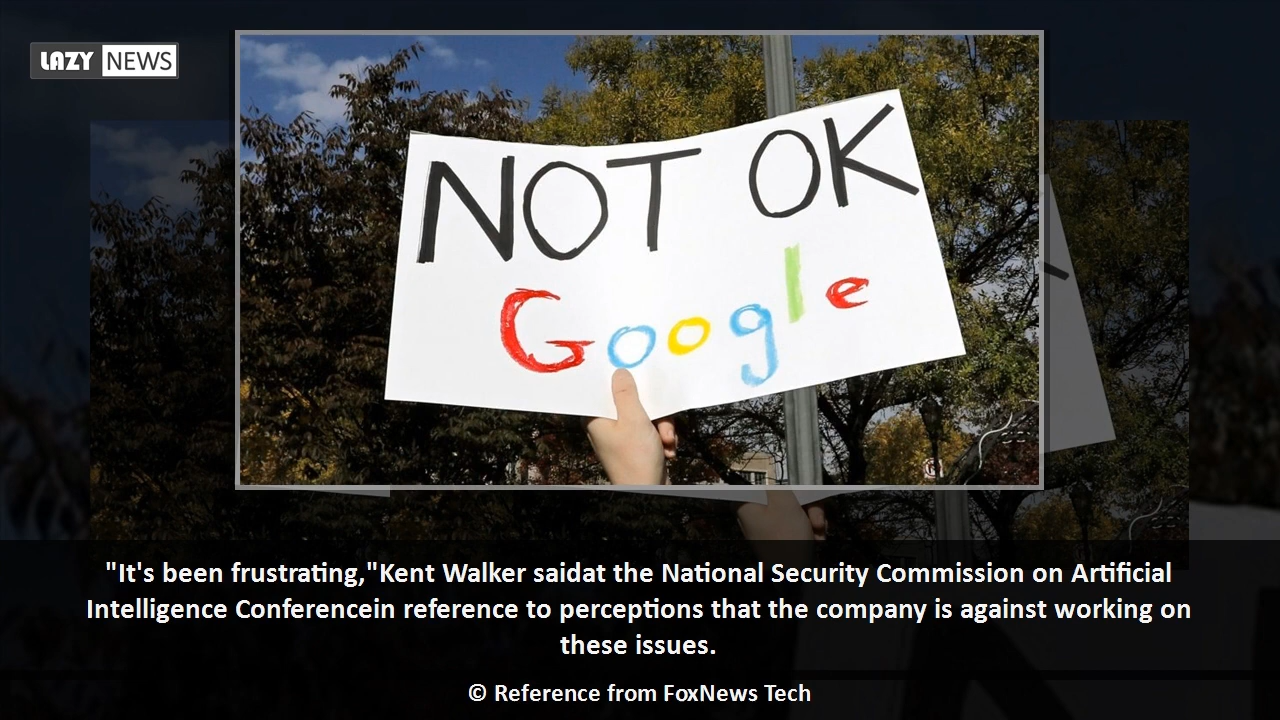 LAZY NEWS
NOT OK
Google
"It's been frustrating,"Kent Walker saidat the National Security Commission on Artificial
Intelligence Conferencein reference to perceptions that the company is against working on
these issues.
© Reference from FoxNews Tech